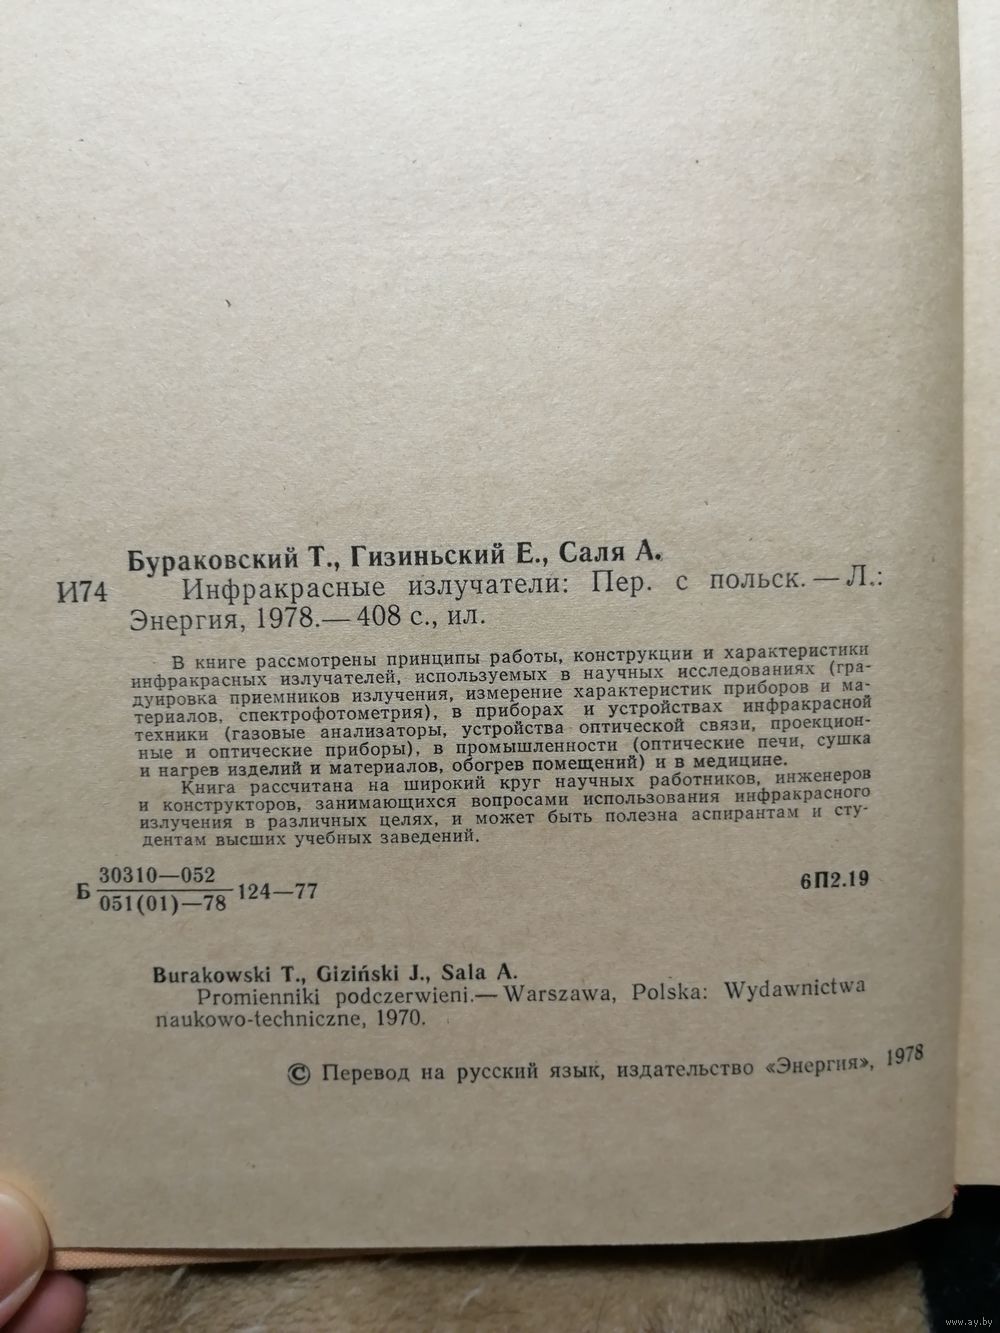 Бураковский Т., Гизиньский Е., Саля А.
И74 Инфракрасные излучатели: Пер. с польск. — Л.:
Энергия, 1978.— 408 с., ил.
В книге рассмотрены принципы работы, конструкции и характеристики
инфракрасных излучателей, используемых в научных исследованиях (гра-
дуировка приемников излучения, измерение характеристик приборов и ма-
териалов, спектрофотометрия), в приборах и устройствах инфракрасной
техники (газовые анализаторы, устройства оптической связи, проекцион-
ные и оптические приборы), в промышленности (оптические печи, сушка
и нагрев изделий и материалов, обогрев помещений) и в медицине.
Книга рассчитана на широкий круг научных работников, инженеров
и конструкторов, занимающихся вопросами использования инфракрасного
излучения в различных целях, и может быть полезна аспирантам и сту-
дентам высших учебных заведений.
30310—052
Б 124—77 6П2.19
051(01)—78
Burakowski T., Giziński J., Sala A.
Promienniki podczerwieni.— Warszawa, Polska: Wydawnictwa
naukowo-techniczne, 1970.
© Перевод на русский язык, издательство «Энергия», 1978
www.ay.by